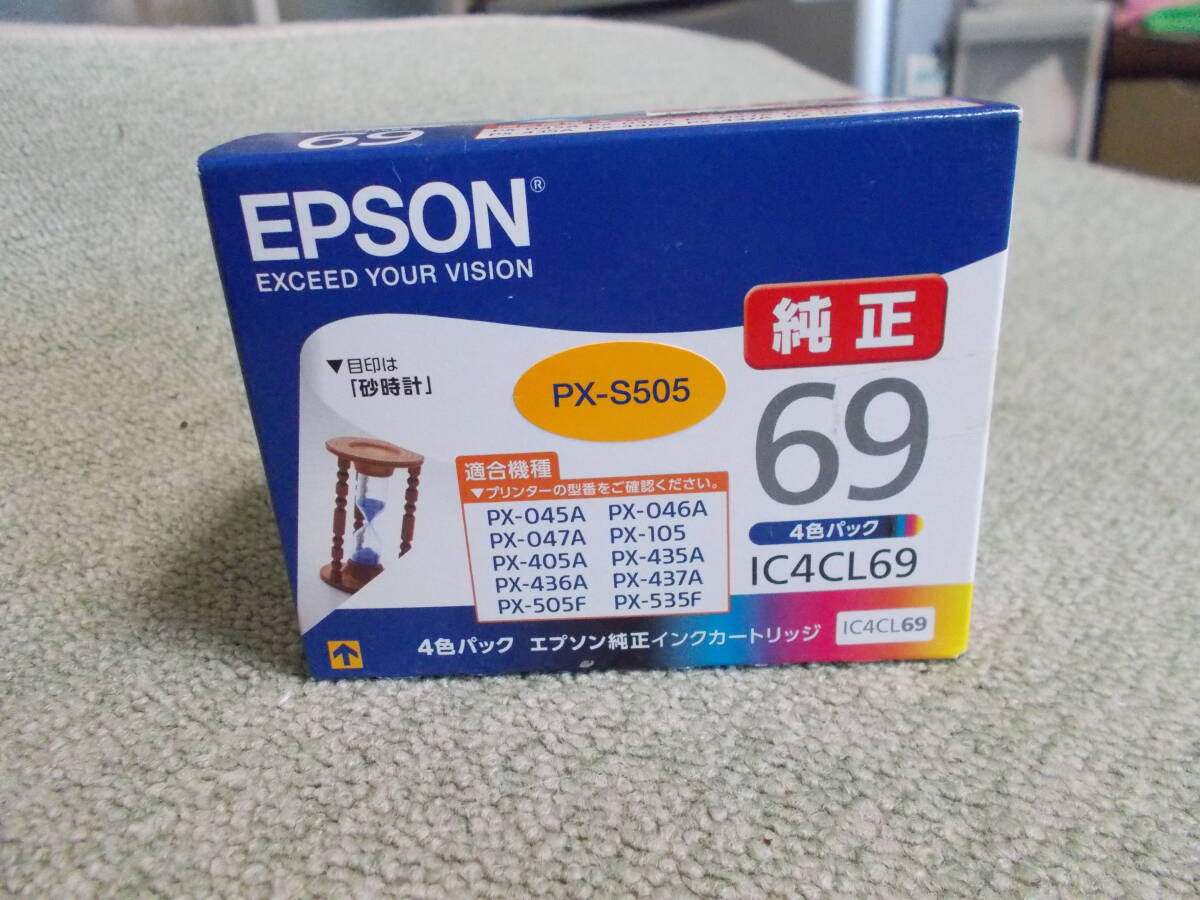 69
EPSON®
EXCEED YOUR VISION
純正
▼目印は
「砂時計」
PX-S505
69
4色パック
IC4CL69
適合機種
▼プリンターの型番をご確認ください。
PX-045A PX-046A
PX-047A PX-105
PX-405A PX-435A
PX-436A PX-437A
PX-505F PX-535F
4色パック エプソン純正インクカートリッジ IC4CL69